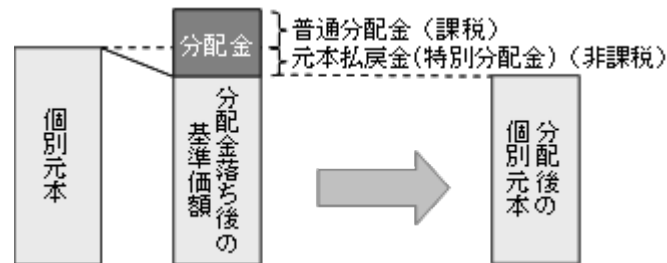 分配金
普通分配金（課税）
元本払戻金(特別分配金)（非課税）
個別元本
分配金落ち後の
基準価額
分配後の
個別元本